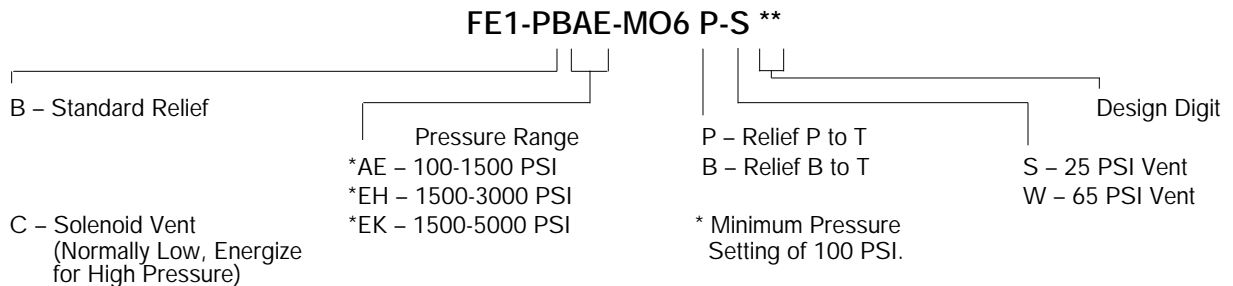 FE1-PBAE-MO6 P-S **
B – Standard Relief
C – Solenoid Vent
(Normally Low, Energize
for High Pressure)
Pressure Range
*AE – 100-1500 PSI
*EH – 1500-3000 PSI
*EK – 1500-5000 PSI
P – Relief P to T
B – Relief B to T
* Minimum Pressure
Setting of 100 PSI.
Design Digit
S – 25 PSI Vent
W – 65 PSI Vent